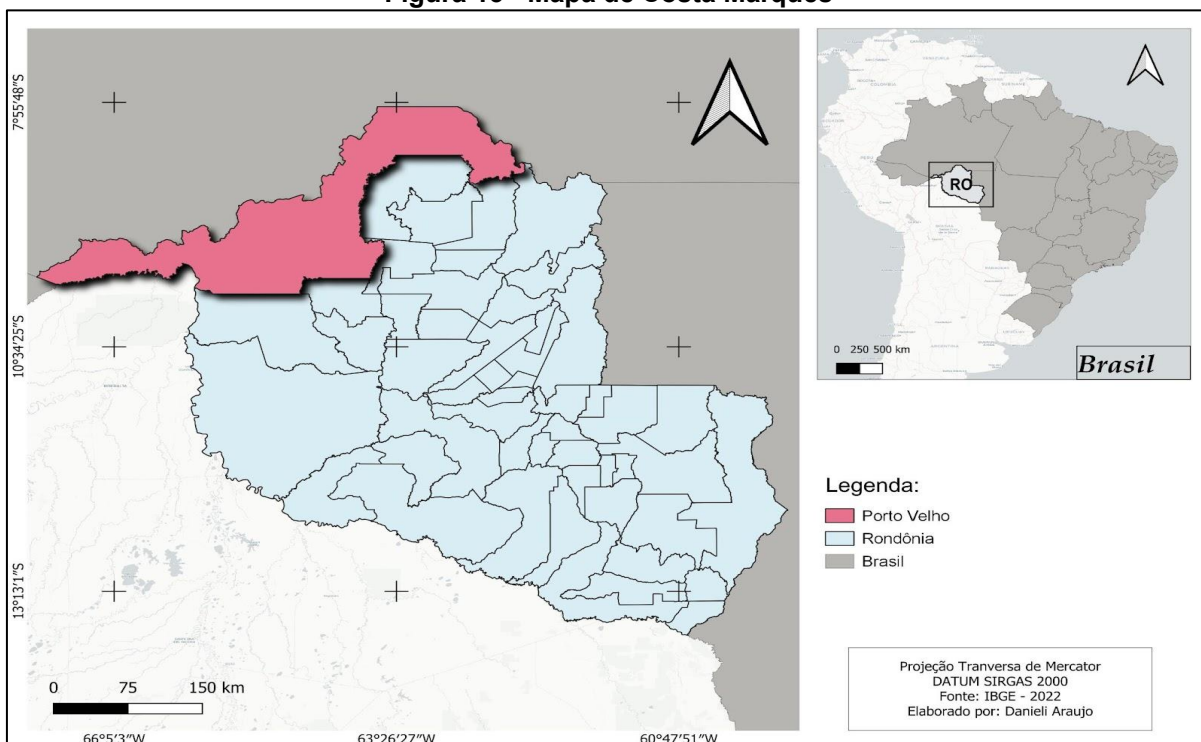 Figura 16 - Mapa de Costa Marques
7°55'48"S
10°34'25"S
13°13'1"S
0 75 150 km
66°5'3"W
63°26'27"W
60°47'51"W
RO
0 250 500 km
Brasil
Legenda:
Porto Velho
Rondônia
Brasil
Projeção Tranversa de Mercator
DATUM SIRGAS 2000
Fonte: IBGE - 2022
Elaborado por: Danieli Araujo